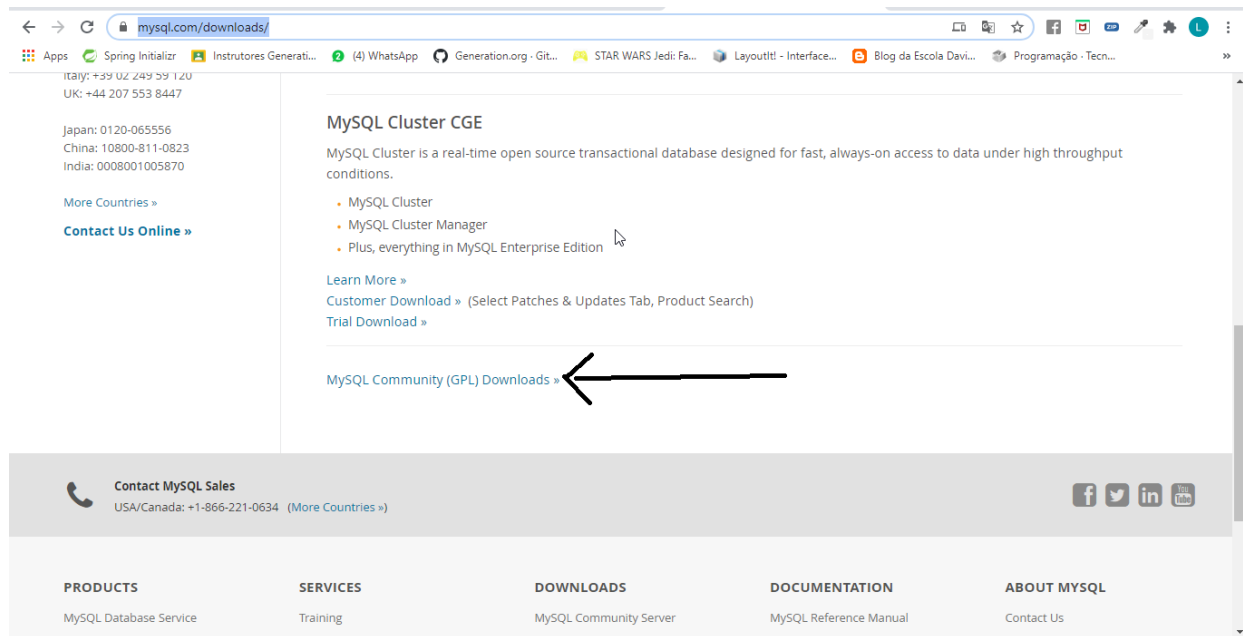 mysql.com/downloads/
Apps Spring Initializr Instrutores Generati... (4) WhatsApp Generation.org · Git... STAR WARS Jedi: Fa... LayoutIt! - Interface... Blog da Escola Davi... Programação · Tecn... »
Italy: +39 02 249 59 120
UK: +44 207 553 8447
Japan: 0120-065556
China: 10800-811-0823
India: 0008001005870
More Countries »
Contact Us Online »
MySQL Cluster CGE
MySQL Cluster is a real-time open source transactional database designed for fast, always-on access to data under high throughput
conditions.
MySQL Cluster
MySQL Cluster Manager
Plus, everything in MySQL Enterprise Edition
Learn More »
Customer Download » (Select Patches & Updates Tab, Product Search)
Trial Download »
MySQL Community (GPL) Downloads »
Contact MySQL Sales
USA/Canada: +1-866-221-0634 (More Countries »)
PRODUCTS SERVICES DOWNLOADS DOCUMENTATION ABOUT MYSQL
MySQL Database Service Training MySQL Community Server MySQL Reference Manual Contact Us